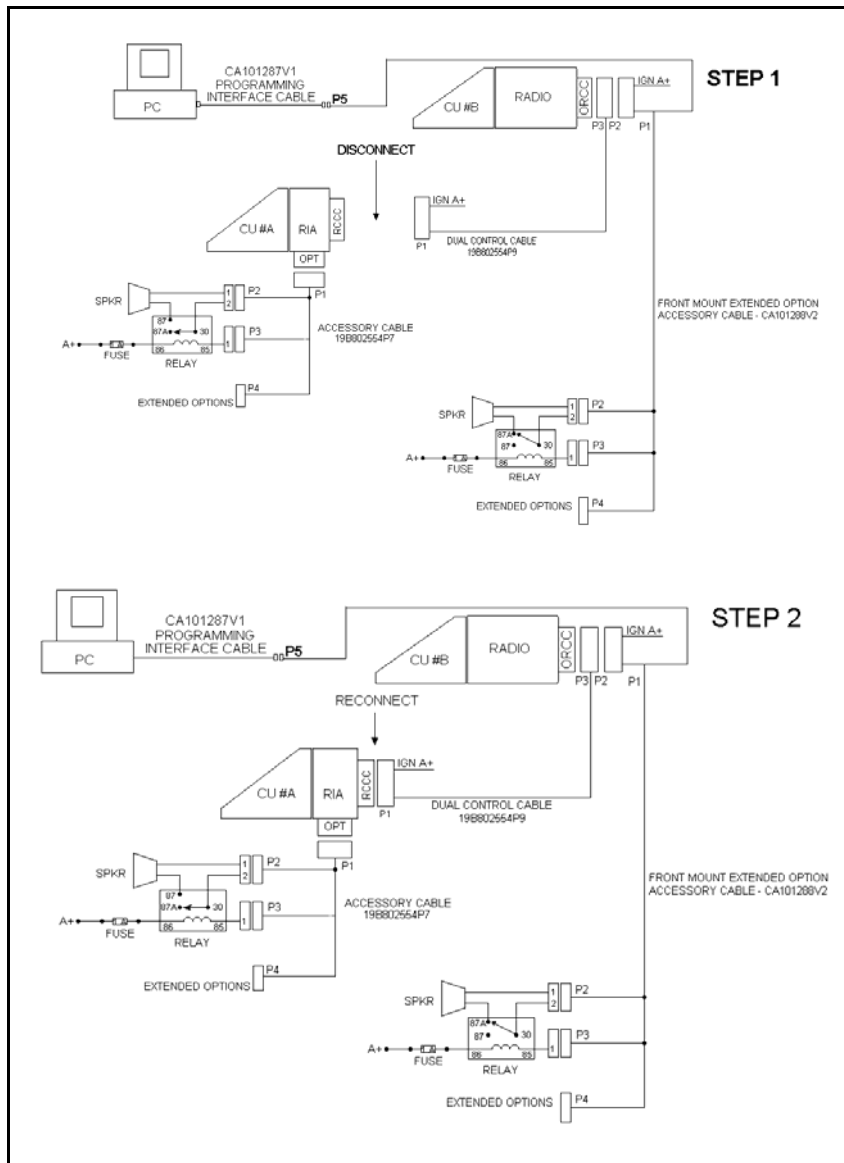 STEP 1
CA101287V1
PROGRAMMING
INTERFACE CABLE
P5
PC
CU #B
RADIO
ORCC
P3
P2
IGN A+
P1
DISCONNECT
CU #A
RIA
RCCC
OPT
P1
IGN A+
P1
DUAL CONTROL CABLE
19B802554P9
SPKR
1
2
P2
87
87A
30
86
85
1
P3
A+
FUSE
RELAY
ACCESSORY CABLE
19B802554P7
EXTENDED OPTIONS
P4
FRONT MOUNT EXTENDED OPTION
ACCESSORY CABLE - CA101288V2
SPKR
1
2
P2
87A
87
30
86
85
1
P3
A+
FUSE
RELAY
EXTENDED OPTIONS
P4
STEP 2
CA101287V1
PROGRAMMING
INTERFACE CABLE
P5
PC
CU #B
RADIO
ORCC
P3
P2
IGN A+
P1
RECONNECT
CU #A
RIA
RCCC
OPT
P1
IGN A+
P1
DUAL CONTROL CABLE
19B802554P9
SPKR
1
2
P2
87
87A
30
86
85
1
P3
A+
FUSE
RELAY
ACCESSORY CABLE
19B802554P7
EXTENDED OPTIONS
P4
FRONT MOUNT EXTENDED OPTION
ACCESSORY CABLE - CA101288V2
SPKR
1
2
P2
87A
87
30
86
85
1
P3
A+
FUSE
RELAY
EXTENDED OPTIONS
P4